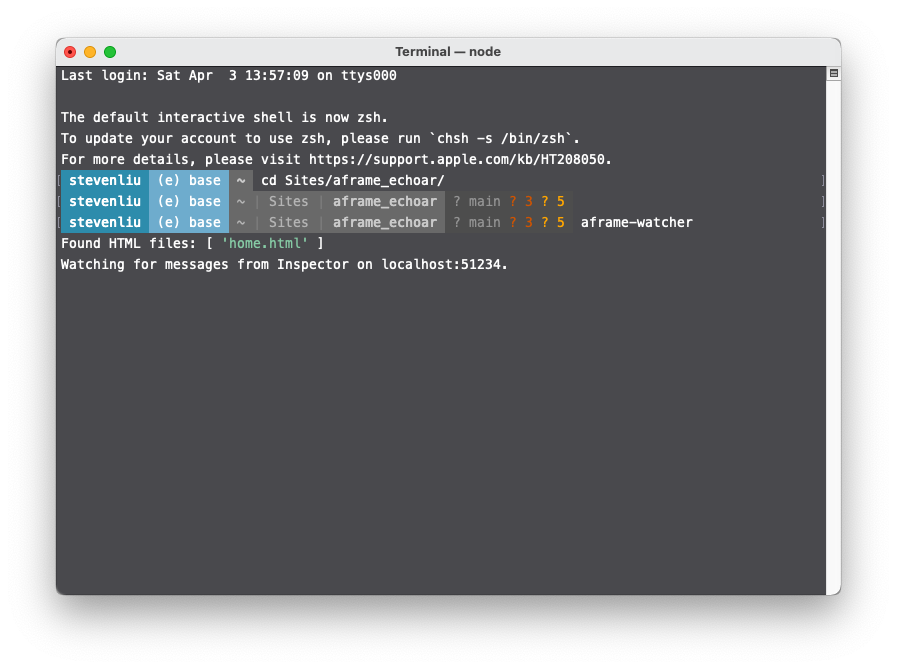 Terminal — node
Last login: Sat Apr  3 13:57:09 on ttys000
The default interactive shell is now zsh.
To update your account to use zsh, please run `chsh -s /bin/zsh`.
For more details, please visit https://support.apple.com/kb/HT208050.
[ stevenliu  (e) base  ~  cd Sites/aframe_echoar/ ]
[ stevenliu  (e) base  ~ | Sites | aframe_echoar  ? main ? 3 ? 5 ]
[ stevenliu  (e) base  ~ | Sites | aframe_echoar  ? main ? 3 ? 5  aframe-watcher ]
Found HTML files: [ 'home.html' ]
Watching for messages from Inspector on localhost:51234.